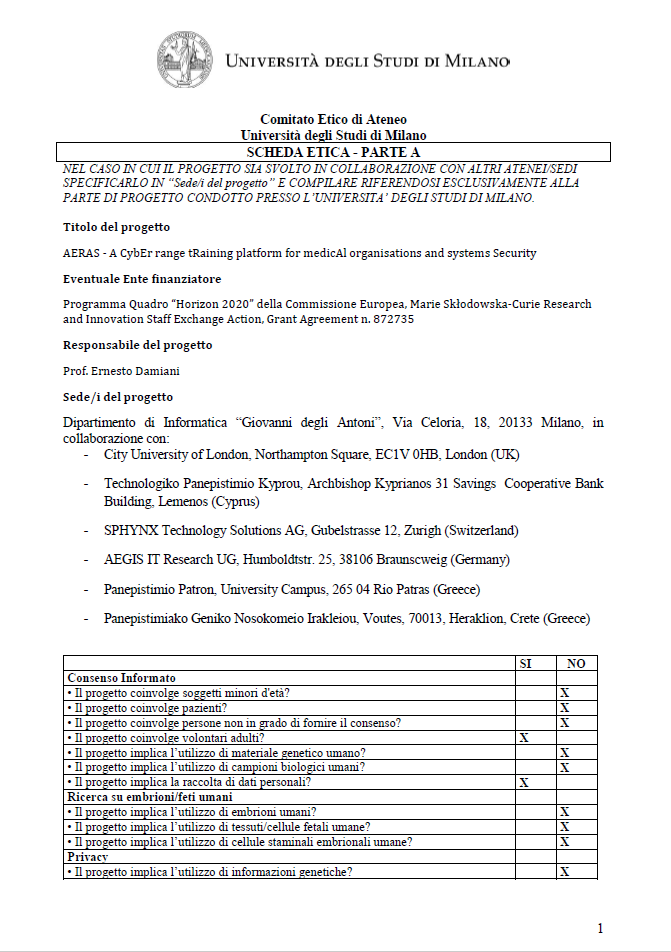 UNIVERSITÀ DEGLI STUDI DI MILANO
Comitato Etico di Ateneo
Università degli Studi di Milano
SCHEDA ETICA - PARTE A
NEL CASO IN CUI IL PROGETTO SIA SVOLTO IN COLLABORAZIONE CON ALTRI ATENEI/SEDI
SPECIFICARLO IN “Sede/i del progetto” E COMPILARE RIFERENDOSI ESCLUSIVAMENTE ALLA
PARTE DI PROGETTO CONDOTTO PRESSO L’UNIVERSITA’ DEGLI STUDI DI MILANO.
Titolo del progetto
AERAS - A CybEr range tRaining platform for medicAl organisations and systems Security
Eventuale Ente finanziatore
Programma Quadro “Horizon 2020” della Commissione Europea, Marie Skłodowska-Curie Research
and Innovation Staff Exchange Action, Grant Agreement n. 872735
Responsabile del progetto
Prof. Ernesto Damiani
Sede/i del progetto
Dipartimento di Informatica “Giovanni degli Antoni”, Via Celoria, 18, 20133 Milano, in
collaborazione con:
- City University of London, Northampton Square, EC1V 0HB, London (UK)
- Technologiko Panepistimio Kyprou, Archbishop Kyprianos 31 Savings Cooperative Bank
Building, Lemenos (Cyprus)
- SPHYNX Technology Solutions AG, Gubelstrasse 12, Zurigh (Switzerland)
- AEGIS IT Research UG, Humboldtstr. 25, 38106 Braunscweig (Germany)
- Panepistimio Patron, University Campus, 265 04 Rio Patras (Greece)
- Panepistimiako Geniko Nosokomeio Irakleiou, Voutes, 70013, Heraklion, Crete (Greece)
SI NO
Consenso Informato
• Il progetto coinvolge soggetti minori d'età? X
• Il progetto coinvolge pazienti? X
• Il progetto coinvolge persone non in grado di fornire il consenso? X
• Il progetto coinvolge volontari adulti? X
• Il progetto implica l’utilizzo di materiale genetico umano? X
• Il progetto implica l’utilizzo di campioni biologici umani? X
• Il progetto implica la raccolta di dati personali? X
Ricerca su embrioni/feti umani
• Il progetto implica l’utilizzo di embrioni umani? X
• Il progetto implica l’utilizzo di tessuti/cellule fetali umane? X
• Il progetto implica l’utilizzo di cellule staminali embrionali umane? X
Privacy
• Il progetto implica l’utilizzo di informazioni genetiche? X
1